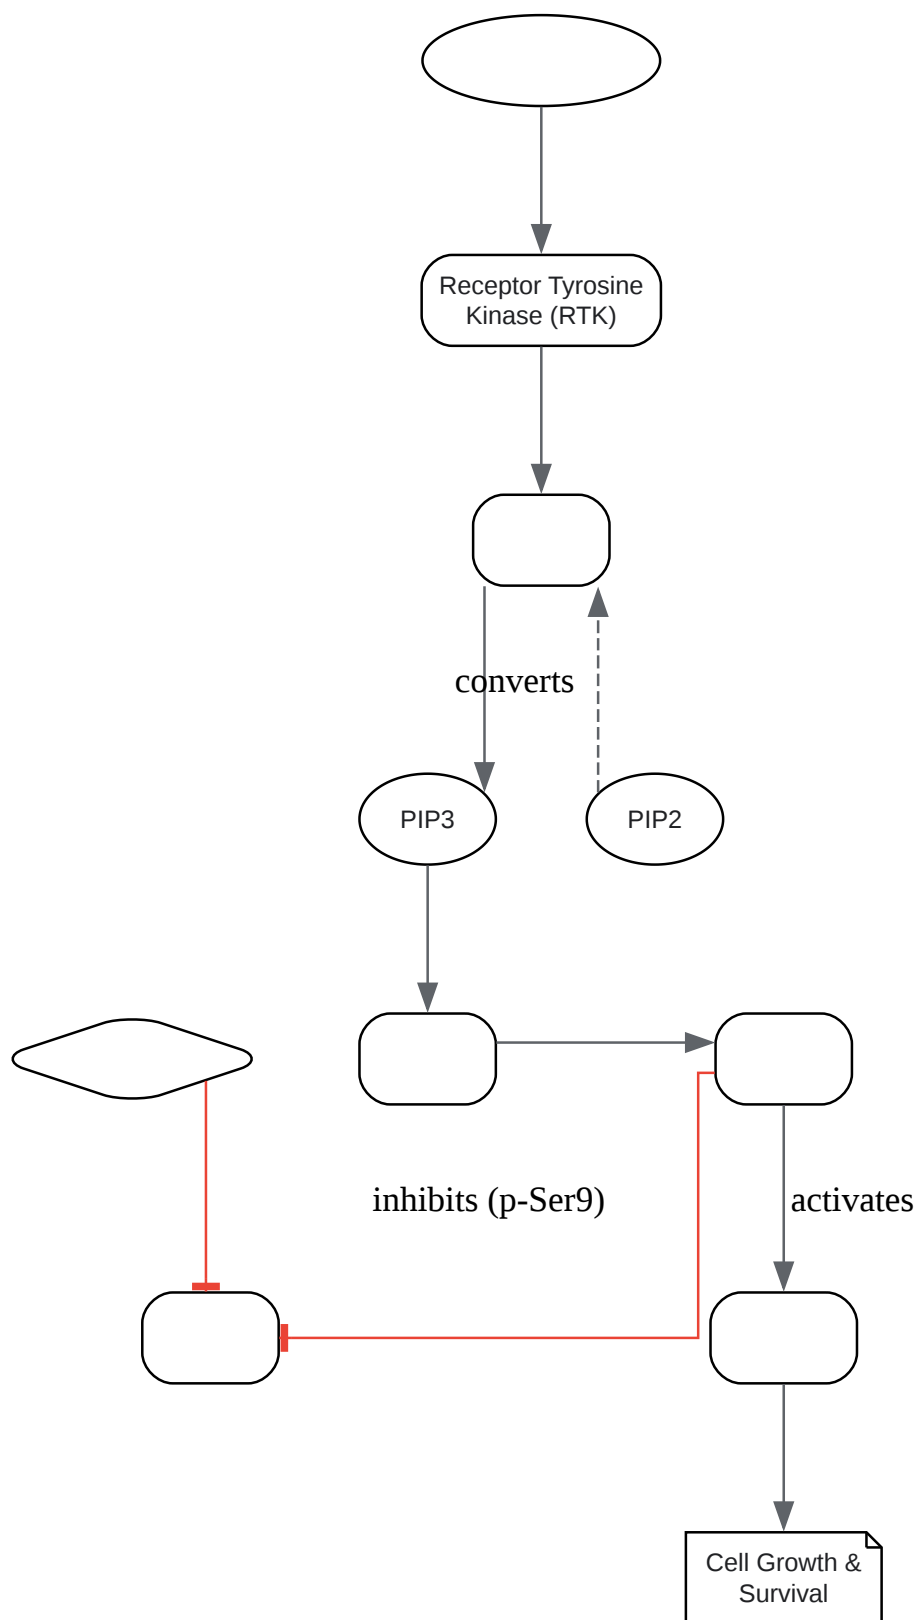 Receptor Tyrosine
Kinase (RTK)
converts
PIP3
PIP2
inhibits (p-Ser9)
activates
Cell Growth &
Survival